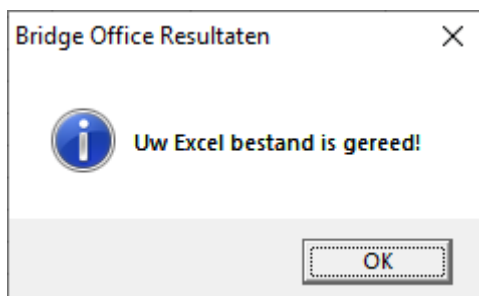 Bridge Office Resultaten
Uw Excel bestand is gereed!
OK